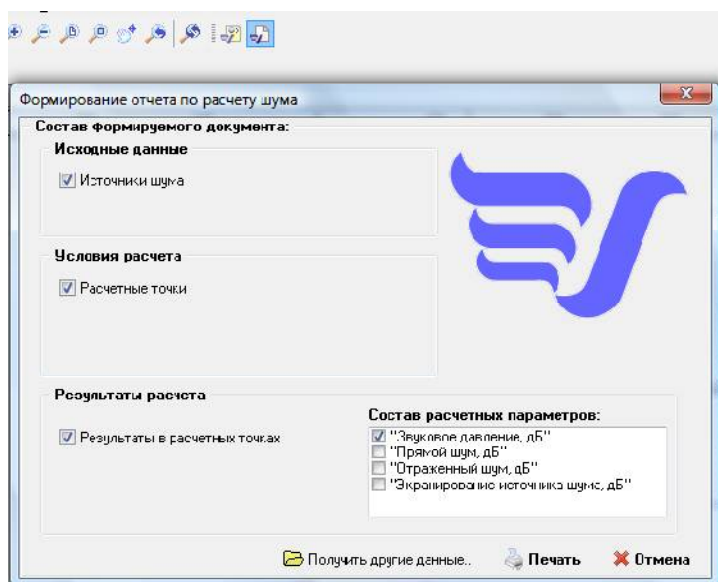 Формирование отчета по расчету шума
Состав формируемого документа:
Исходные данные
Источники шума
Условия расчета
Расчетные точки
Результаты расчета
Результаты в расчетных точках
Состав расчетных параметров:
"Звуковое давление, дБ"
"Прямой шум, дБ"
"Отраженный шум, дБ"
"Экранирование источника шума, дБ"
Получить другие данные..
Печать
Отмена